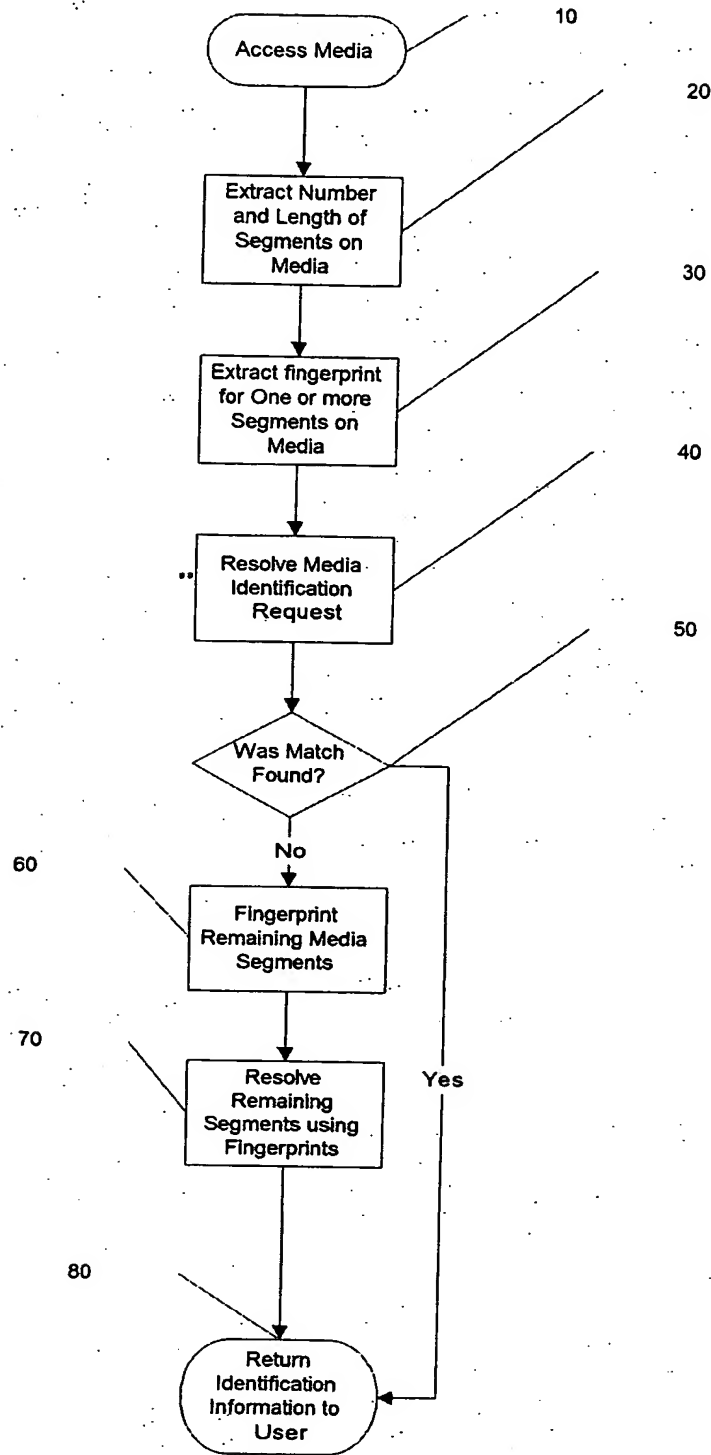 Access Media
10
20
Extract Number
and Length of
Segments on
Media
30
Extract fingerprint
for One or more
Segments on
Media
40
Resolve Media
Identification
Request
50
Was Match
Found?
No
60
Fingerprint
Remaining Media
Segments
70
Resolve
Remaining
Segments using
Fingerprints
Yes
80
Return
Identification
Information to
User